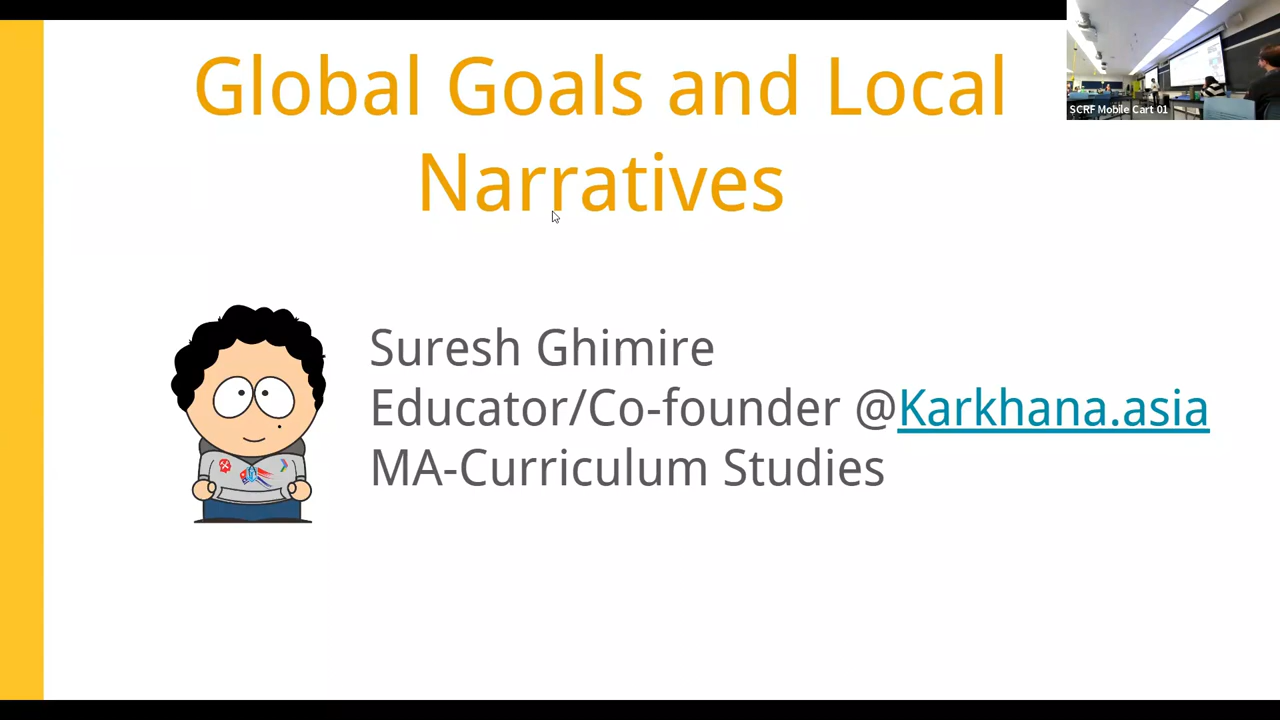 Global Goals and Local
Narratives
SCRF Mobile Cart 01
Suresh Ghimire
Educator/Co-founder @Karkhana.asia
MA-Curriculum Studies